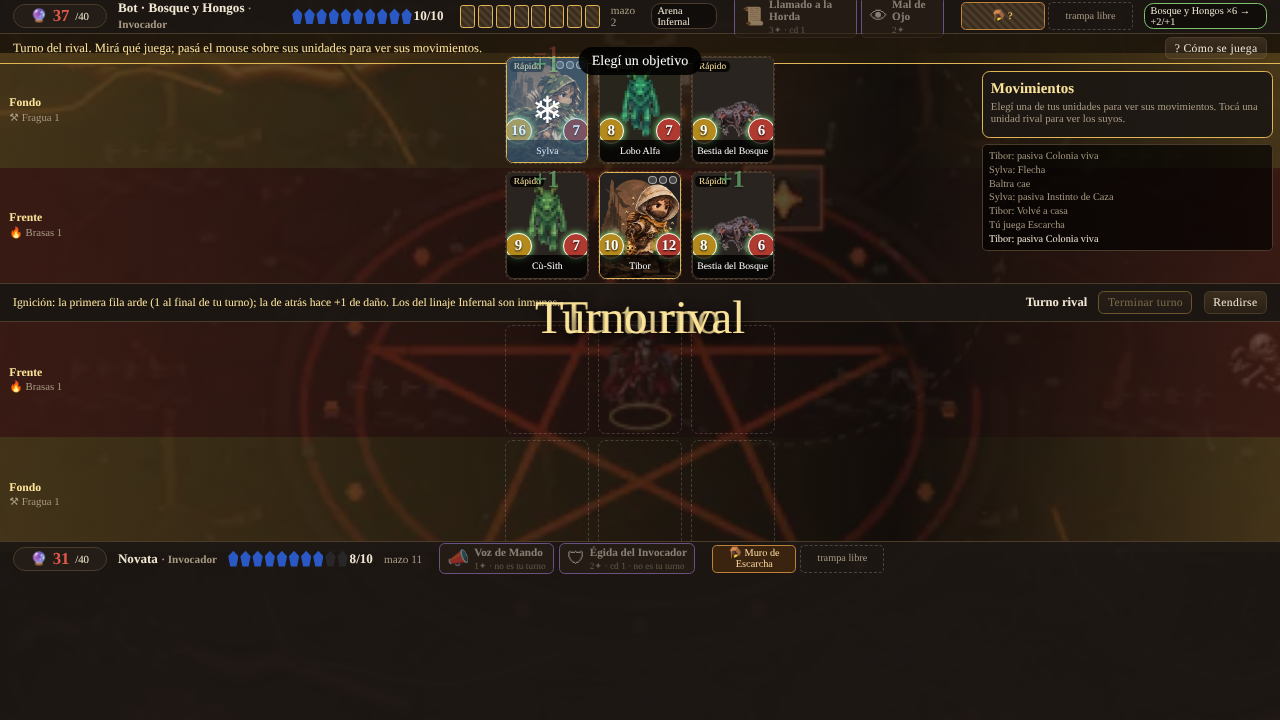 37 /40
Bot · Bosque y Hongos ·
Invocador
10/10
mazo
2
Arena
Infernal
Llamado a la
Horda
3✦ · cd 1
Mal de
Ojo
2✦
?
trampa libre
Bosque y Hongos ×6 →
+2/+1
Turno del rival. Mirá qué juega; pasá el mouse sobre sus unidades para ver sus movimientos.
Elegí un objetivo
? Cómo se juega
Fondo
Fragua 1
Rápido
+1
16
7
Sylva
8
7
Lobo Alfa
Rápido
9
6
Bestia del Bosque
Movimientos
Elegí una de tus unidades para ver sus movimientos. Tocá una
unidad rival para ver los suyos.
Tibor: pasiva Colonia viva
Sylva: Flecha
Baltra cae
Sylva: pasiva Instinto de Caza
Tibor: Volvé a casa
Tú juega Escarcha
Tibor: pasiva Colonia viva
Frente
Brasas 1
Rápido
+1
9
7
Cù-Sith
10
12
Tibor
Rápido
+1
8
6
Bestia del Bosque
Ignición: la primera fila arde (1 al final de tu turno); la de atrás hace +1 de daño. Los del linaje Infernal son inmunes.
Turno rival
Turno rival
Terminar turno
Rendirse
Frente
Brasas 1
Fondo
Fragua 1
31 /40
Novata · Invocador
8/10
mazo 11
Voz de Mando
1✦ · no es tu turno
Égida del Invocador
2✦ · cd 1 · no es tu turno
Muro de
Escarcha
trampa libre